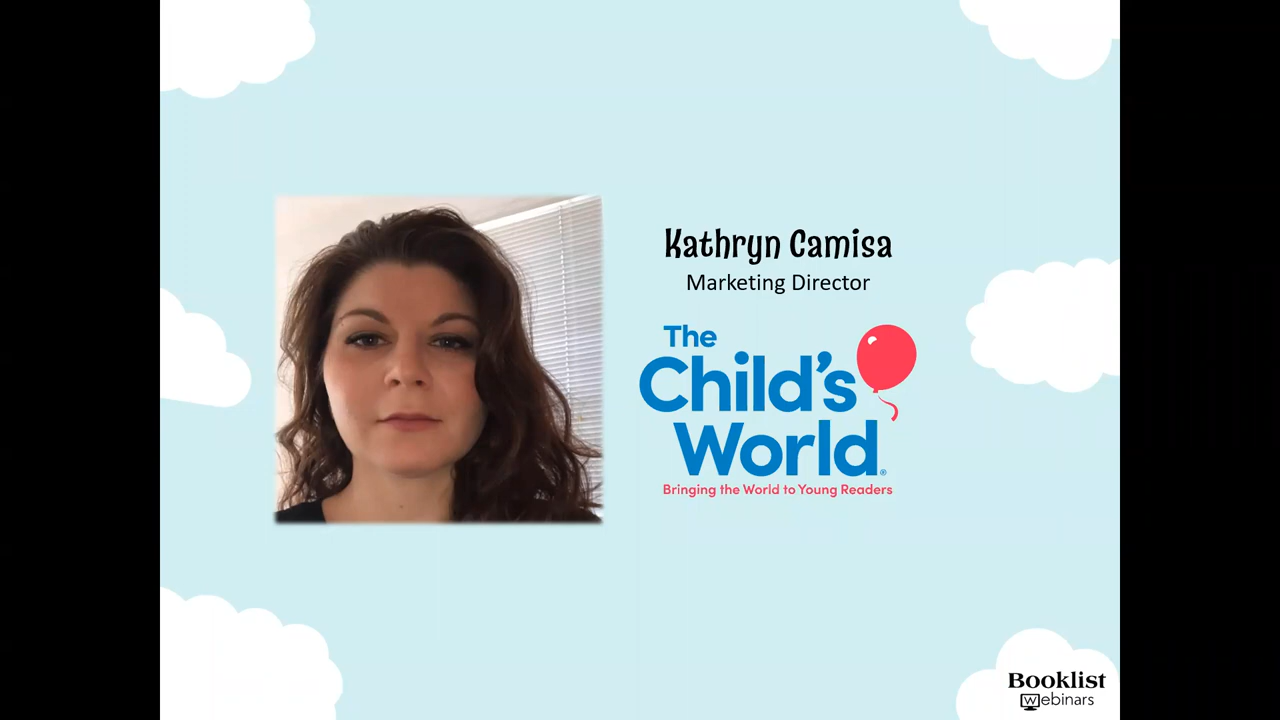 Kathryn Camisa
Marketing Director
The
Child's
World®
Bringing the World to Young Readers
Booklist
Webinars